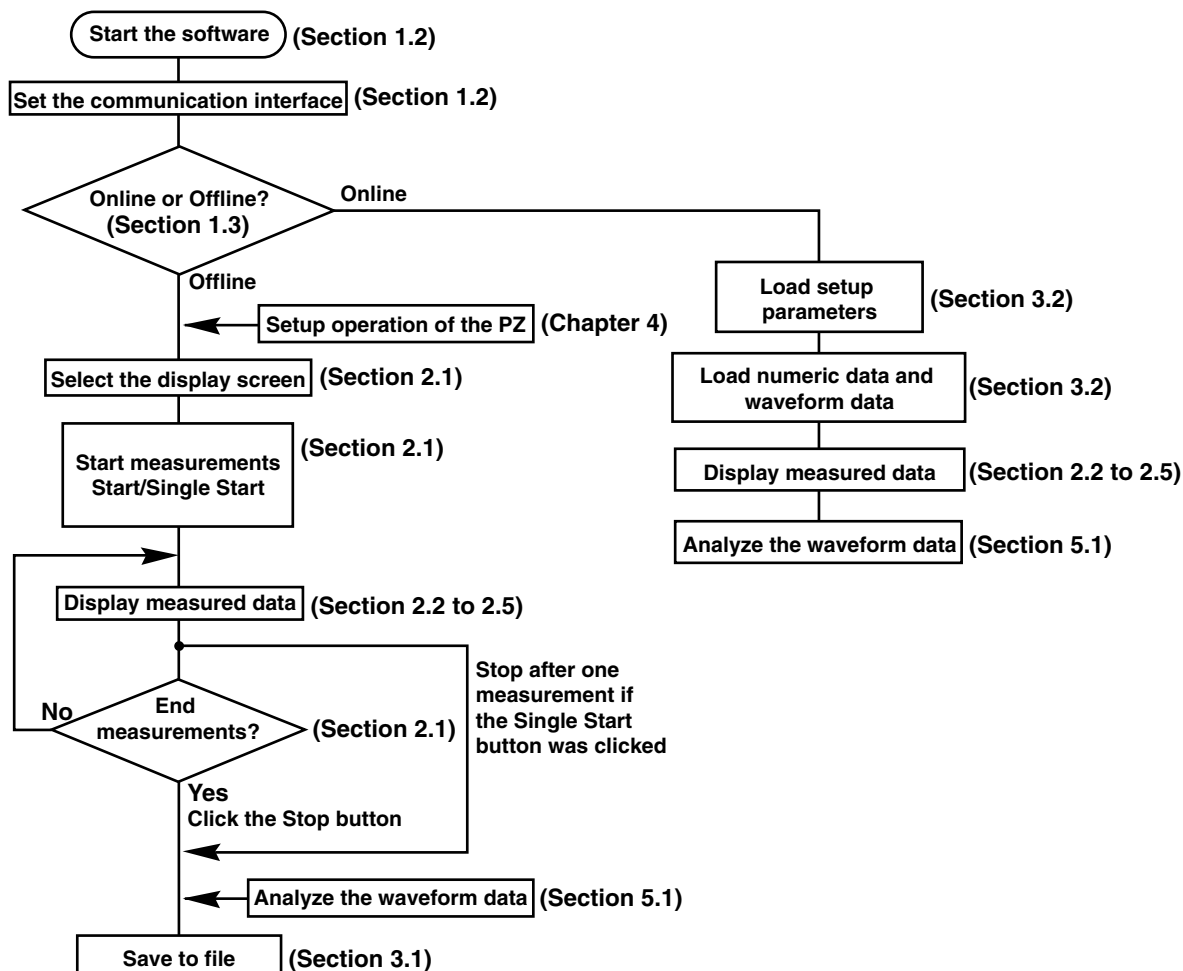 Start the software
(Section 1.2)
Set the communication interface
(Section 1.2)
Online or Offline?
(Section 1.3)
Online
Offline
Setup operation of the PZ
(Chapter 4)
Select the display screen
(Section 2.1)
Start measurements
Start/Single Start
(Section 2.1)
Display measured data
(Section 2.2 to 2.5)
Stop after one
measurement if
the Single Start
button was clicked
No
End
measurements?
(Section 2.1)
Yes
Click the Stop button
Analyze the waveform data
(Section 5.1)
Save to file
(Section 3.1)
Load setup
parameters
(Section 3.2)
Load numeric data and
waveform data
(Section 3.2)
Display measured data
(Section 2.2 to 2.5)
Analyze the waveform data
(Section 5.1)